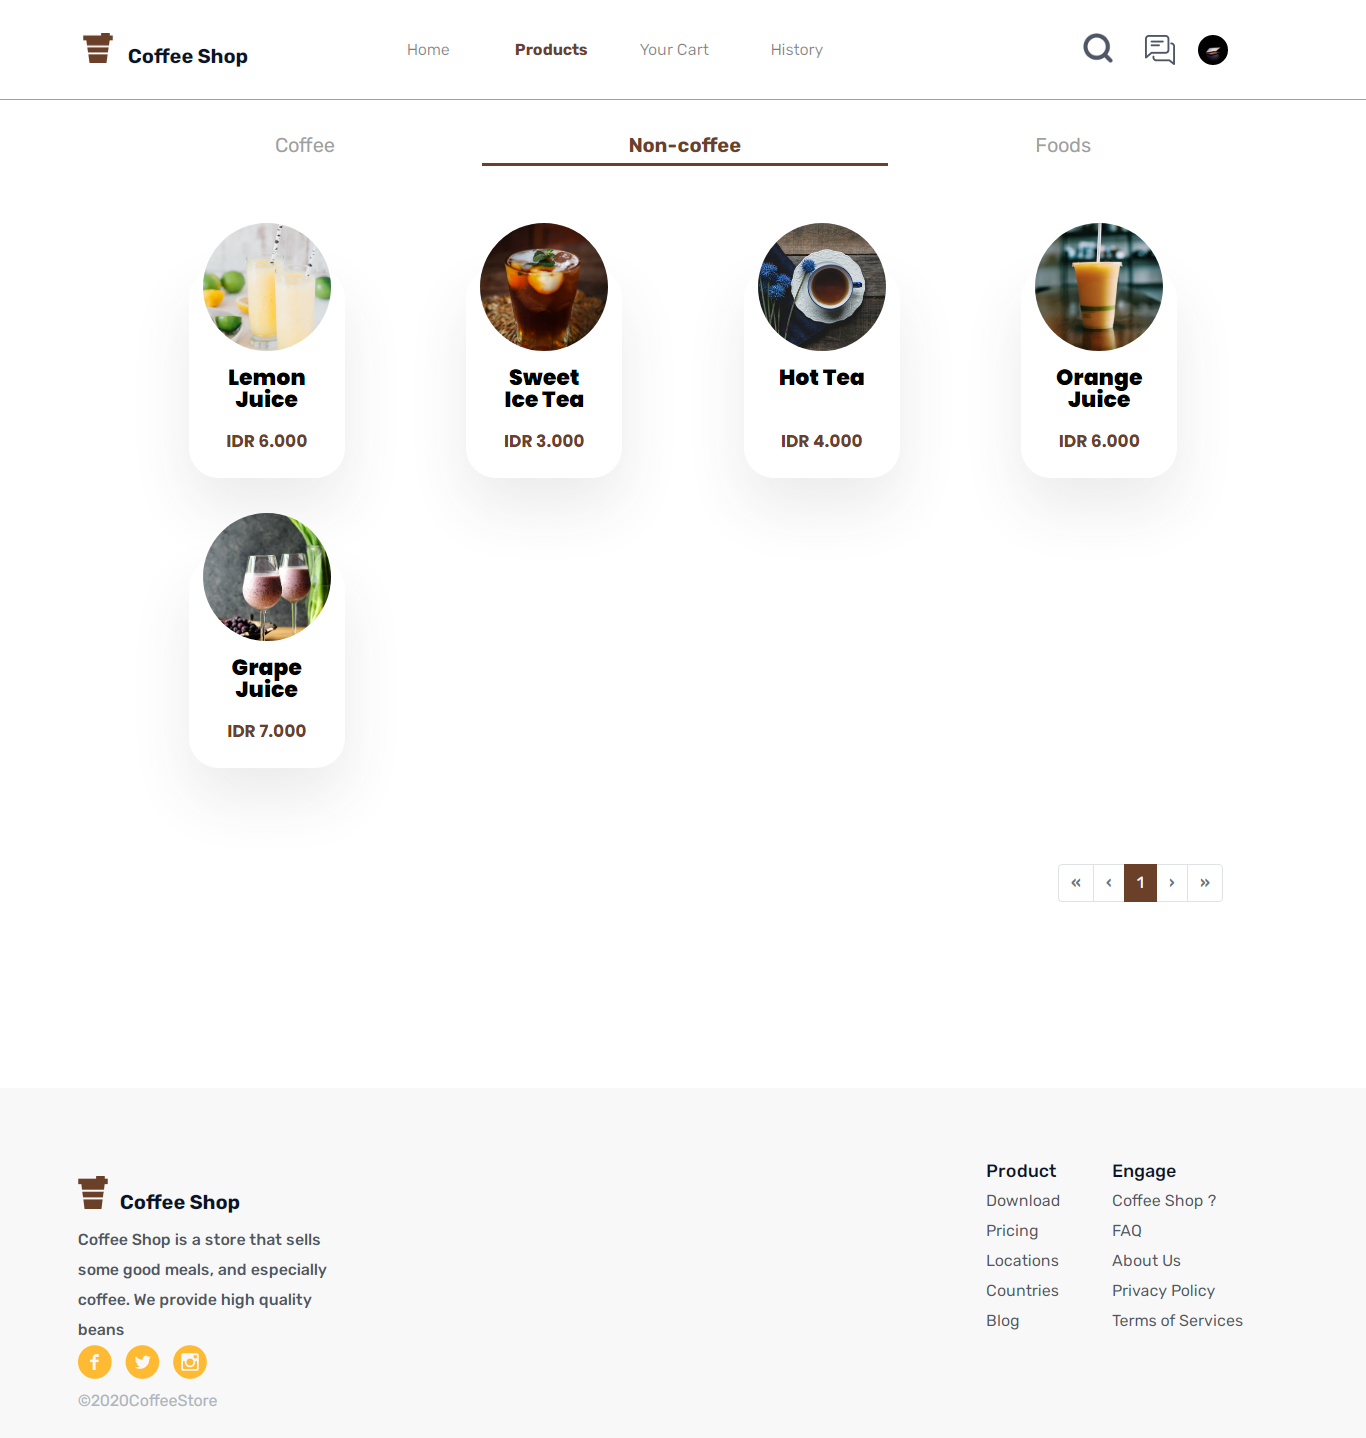 Coffee Shop
Home
Products
Your Cart
History
Coffee
Non-coffee
Foods
Lemon
Juice
IDR 6.000
Sweet
Ice Tea
IDR 3.000
Hot Tea
IDR 4.000
Orange
Juice
IDR 6.000
Grape
Juice
IDR 7.000
« ‹ 1 › »
Coffee Shop
Coffee Shop is a store that sells
some good meals, and especially
coffee. We provide high quality
beans
©2020CoffeeStore
Product
Download
Pricing
Locations
Countries
Blog
Engage
Coffee Shop ?
FAQ
About Us
Privacy Policy
Terms of Services